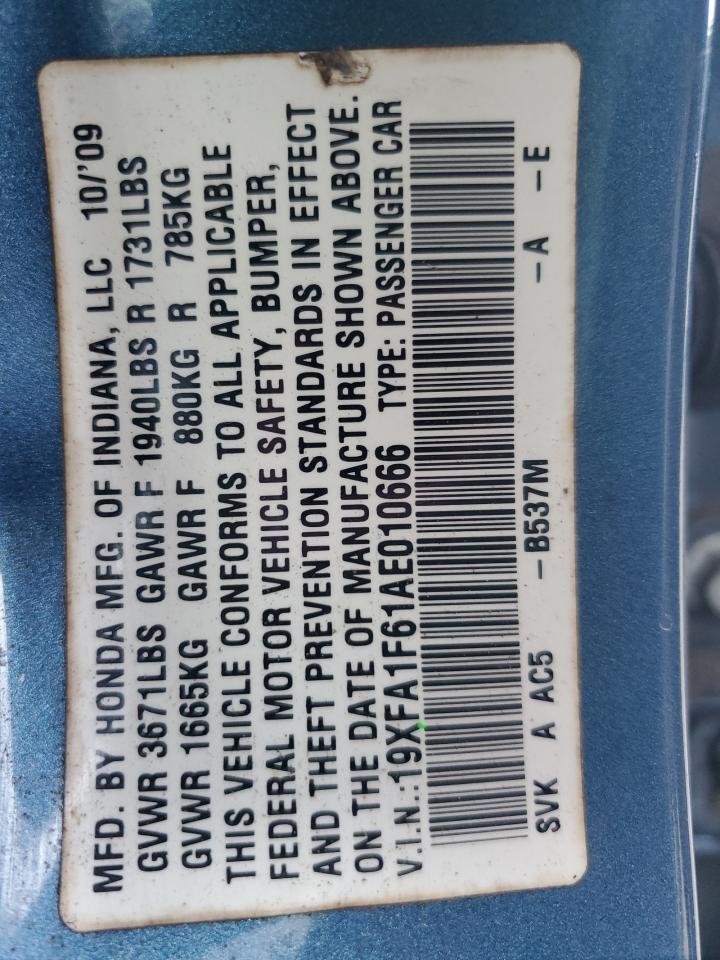 MFD. BY HONDA MFG. OF INDIANA, LLC 10/'09
GVWR 3671LBS GAWR F 1940LBS R 1731LBS
GVWR 1665KG GAWR F 880KG R 785KG
THIS VEHICLE CONFORMS TO ALL APPLICABLE
FEDERAL MOTOR VEHICLE SAFETY, BUMPER,
AND THEFT PREVENTION STANDARDS IN EFFECT
ON THE DATE OF MANUFACTURE SHOWN ABOVE.
V.I.N.:19XFA1F61AE010666 TYPE: PASSENGER CAR
SVK A AC5 -B537M -A -E